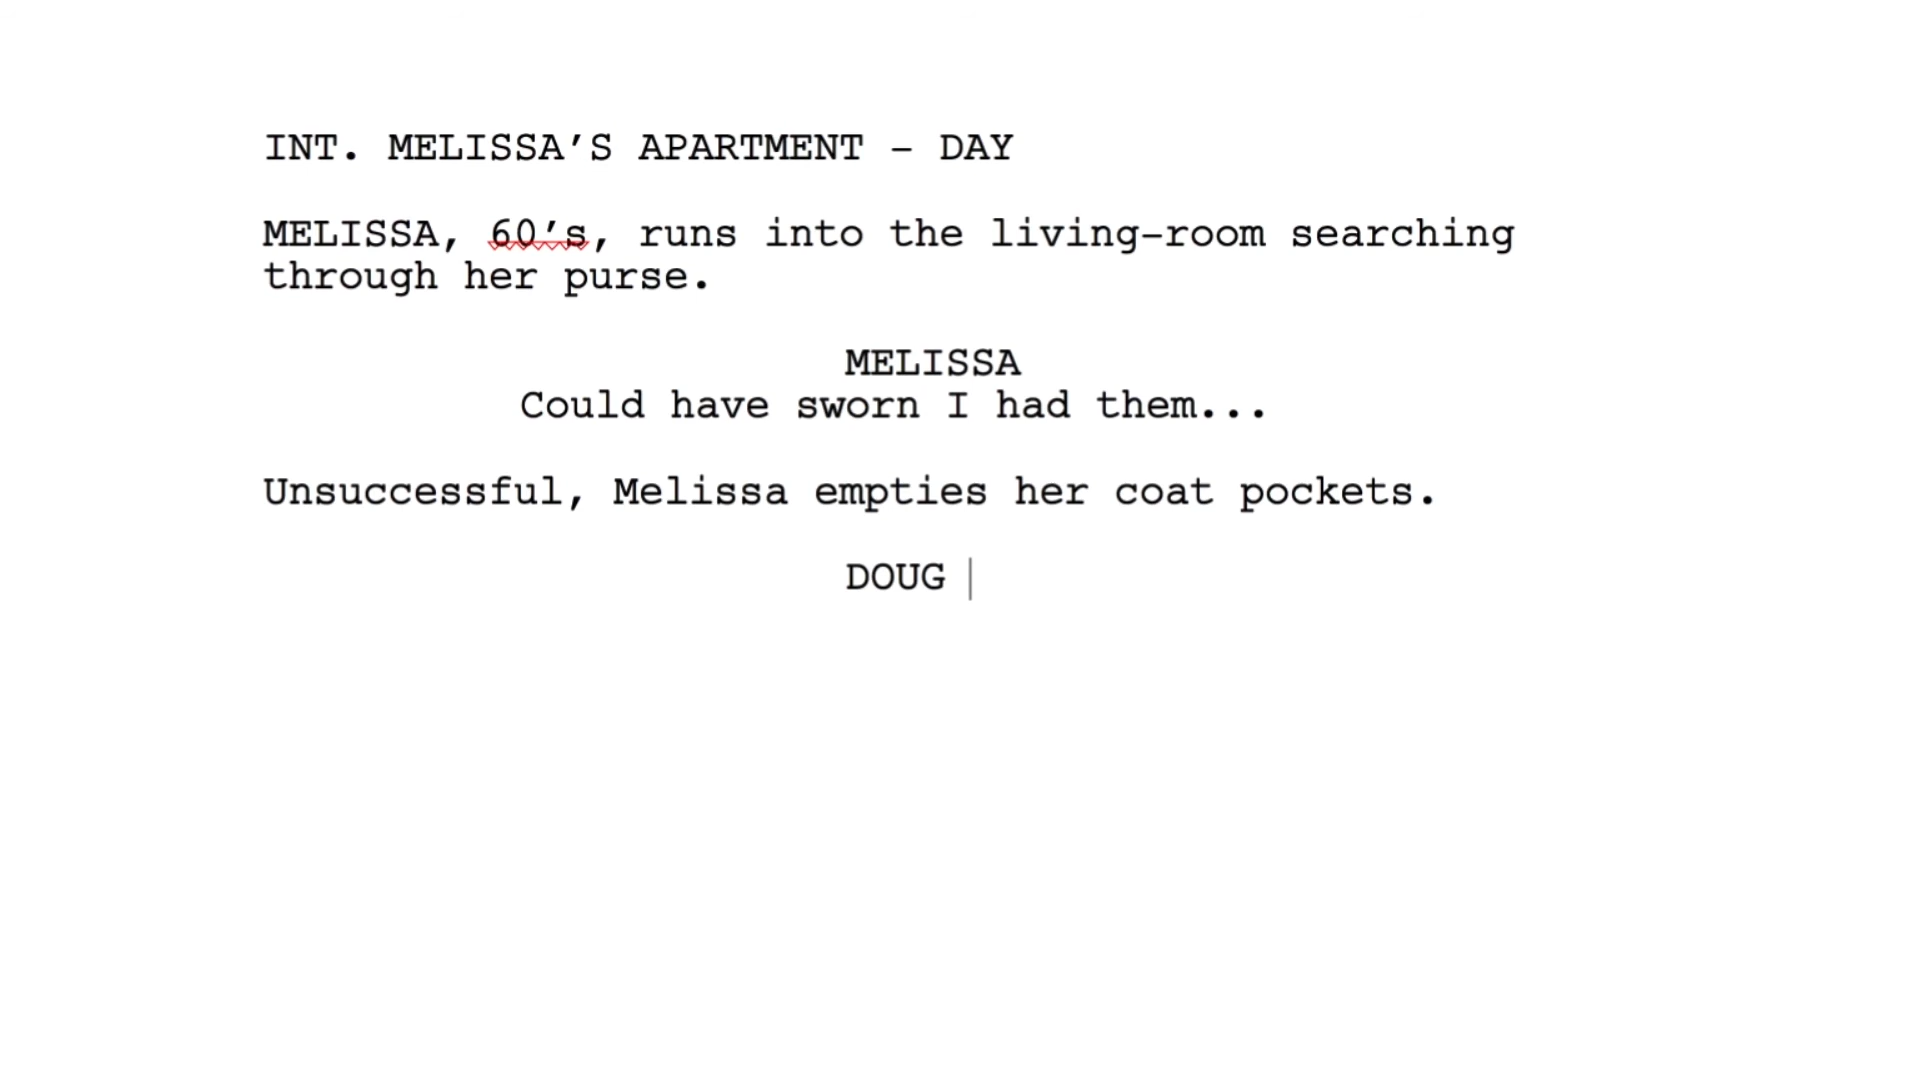 INT. MELISSA’S APARTMENT – DAY
MELISSA, 60’s, runs into the living-room searching
through her purse.
MELISSA
Could have sworn I had them...
Unsuccessful, Melissa empties her coat pockets.
DOUG